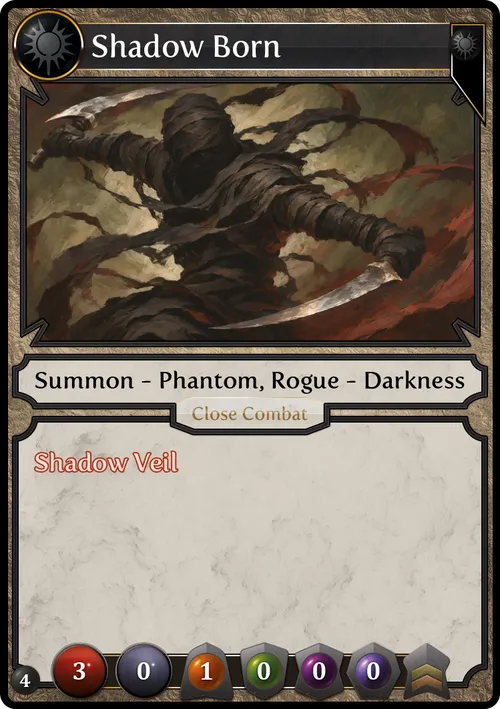 Shadow Born
Summon - Phantom, Rogue - Darkness
Close Combat
Shadow Veil
4 3* 0* 1 0 0 0